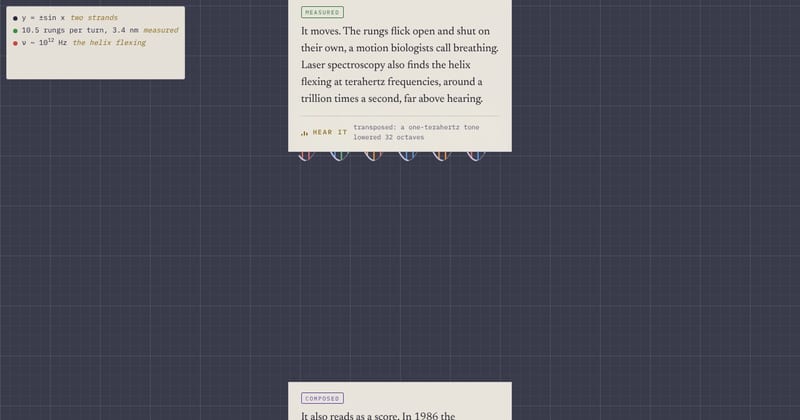 y = ±sin x two strands
10.5 rungs per turn, 3.4 nm measured
ν ~ 10¹² Hz the helix flexing
MEASURED
It moves. The rungs flick open and shut on
their own, a motion biologists call breathing.
Laser spectroscopy also finds the helix
flexing at terahertz frequencies, around a
trillion times a second, far above hearing.
HEAR IT
transposed: a one-terahertz tone
lowered 32 octaves
COMPOSED
It also reads as a score. In 1986 the